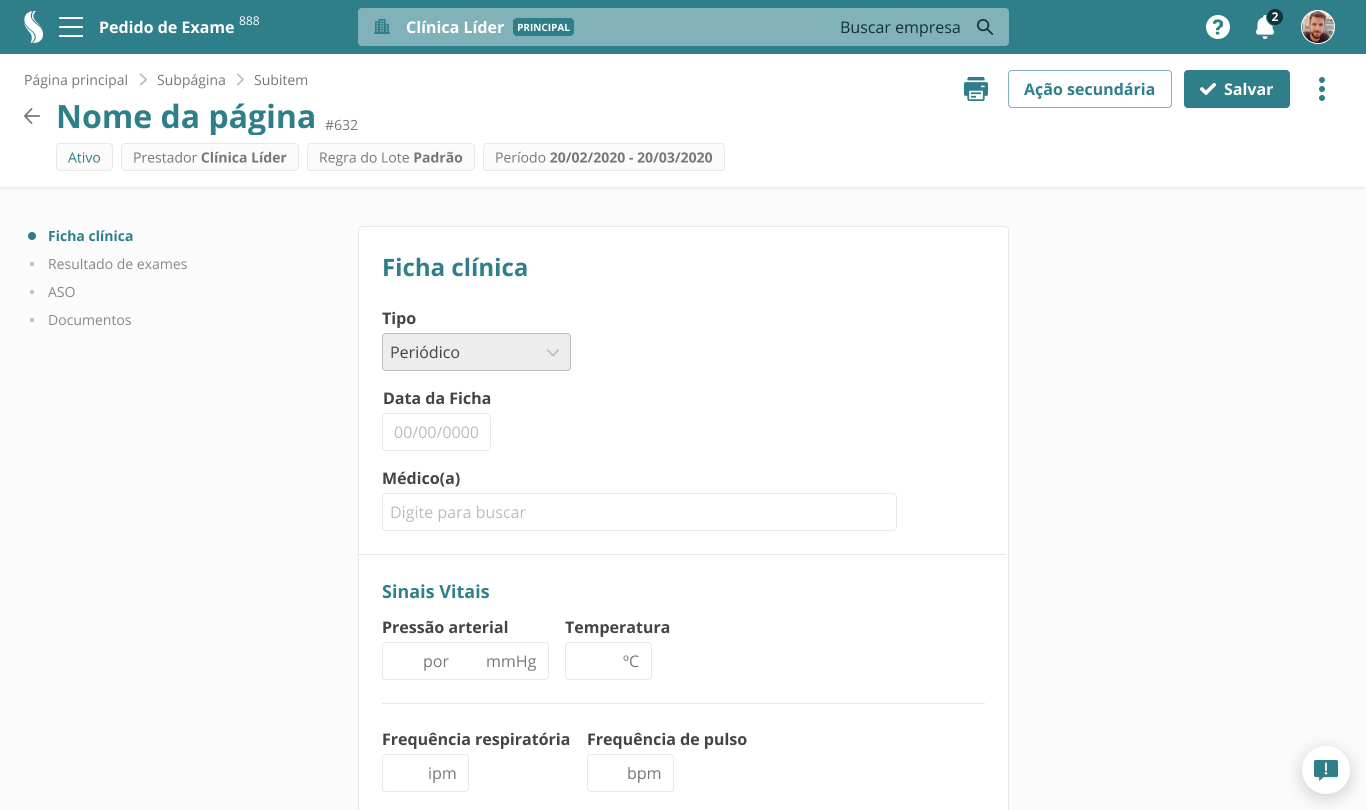 Pedido de Exame 888
Clínica Líder PRINCIPAL
Buscar empresa
2
Página principal > Subpágina > Subitem
Nome da página #632
Ação secundária
Salvar
Ativo
Prestador Clínica Líder
Regra do Lote Padrão
Período 20/02/2020 - 20/03/2020
Ficha clínica
Resultado de exames
ASO
Documentos
Ficha clínica
Tipo
Periódico
Data da Ficha
00/00/0000
Médico(a)
Digite para buscar
Sinais Vitais
Pressão arterial
por mmHg
Temperatura
ºC
Frequência respiratória
ipm
Frequência de pulso
bpm